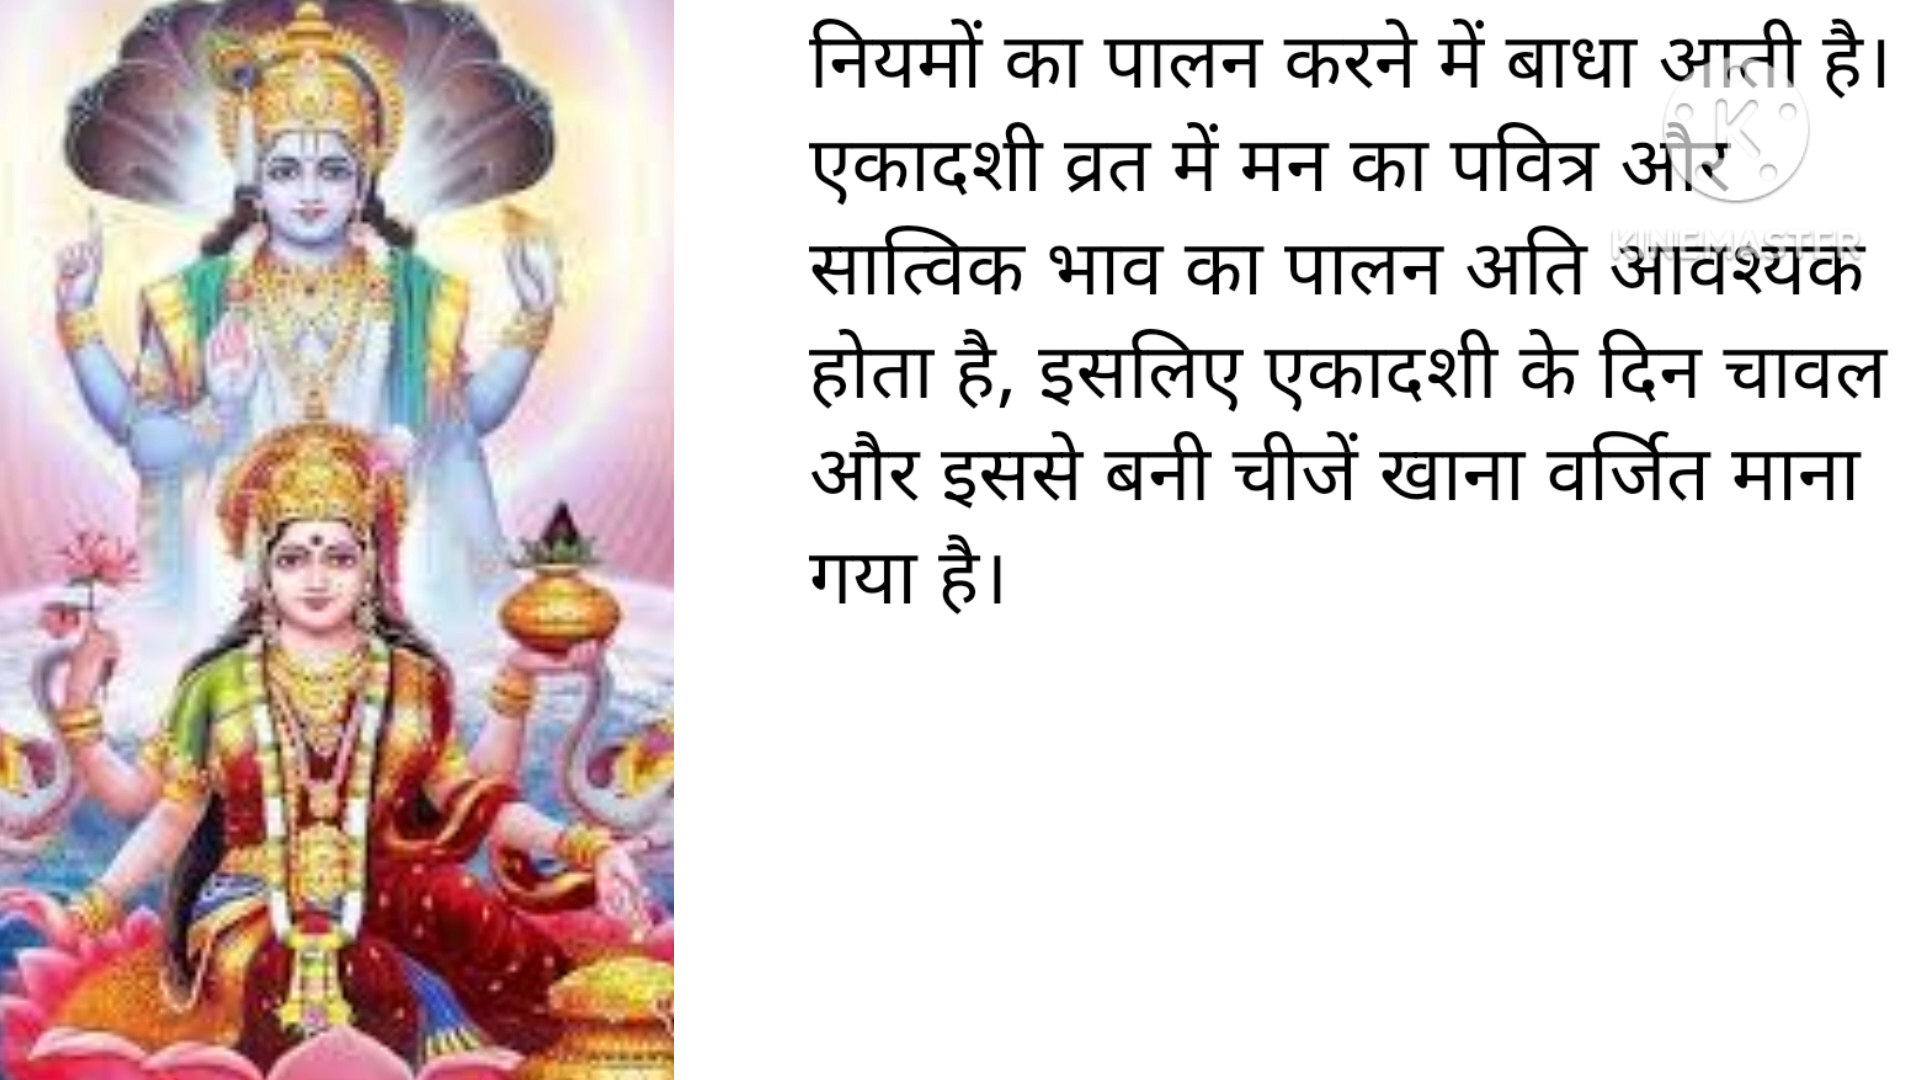 नियमों का पालन करने में बाधा आती है।
एकादशी व्रत में मन का पवित्र और
सात्विक भाव का पालन अति आवश्यक
होता है, इसलिए एकादशी के दिन चावल
और इससे बनी चीजें खाना वर्जित माना
गया है।
K
KINEMASTER